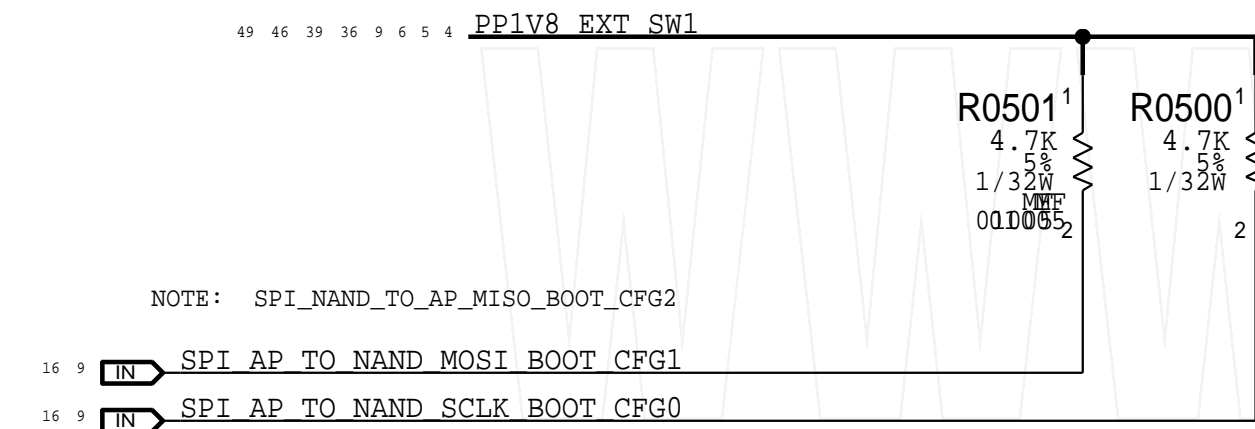 49 46 39 36 9 6 5 4 PP1V8_EXT_SW1
R0501 1
R0500 1
4.7K
4.7K
5%
5%
1/32W
1/32W
MF
2
2
NOTE: SPI_NAND_TO_AP_MISO_BOOT_CFG2
16 9 IN SPI_AP_TO_NAND_MOSI_BOOT_CFG1
16 9 IN SPI_AP_TO_NAND_SCLK_BOOT_CFG0